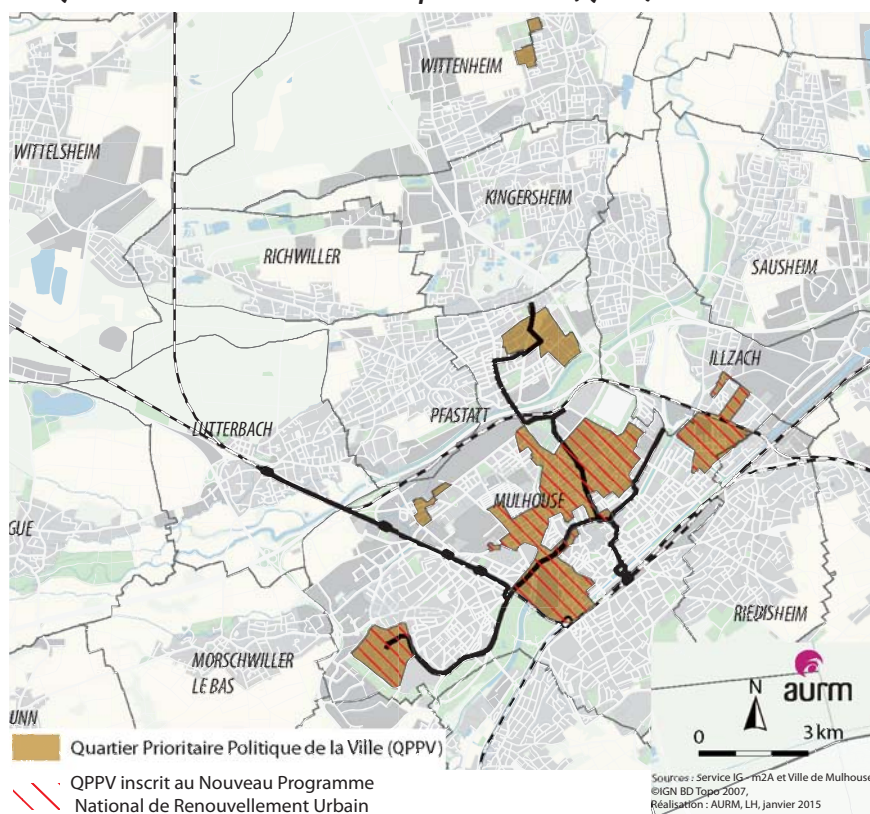 WITTENHEIM
WITTELSHEIM
KINGERSHEIM
RICHWILLER
SAUSHEIM
ILLZACH
PFASTATT
LUTTERBACH
MULHOUSE
GUE
RIEDISHEIM
MORSCHWILLER
LE BAS
UNN
N
aurm
0 3 km
Quartier Prioritaire Politique de la Ville (QPPV)
QPPV inscrit au Nouveau Programme
National de Renouvellement Urbain
Sources : Service IG - m2A et Ville de Mulhouse
©IGN BD Topo 2007,
Réalisation : AURM, LH, janvier 2015